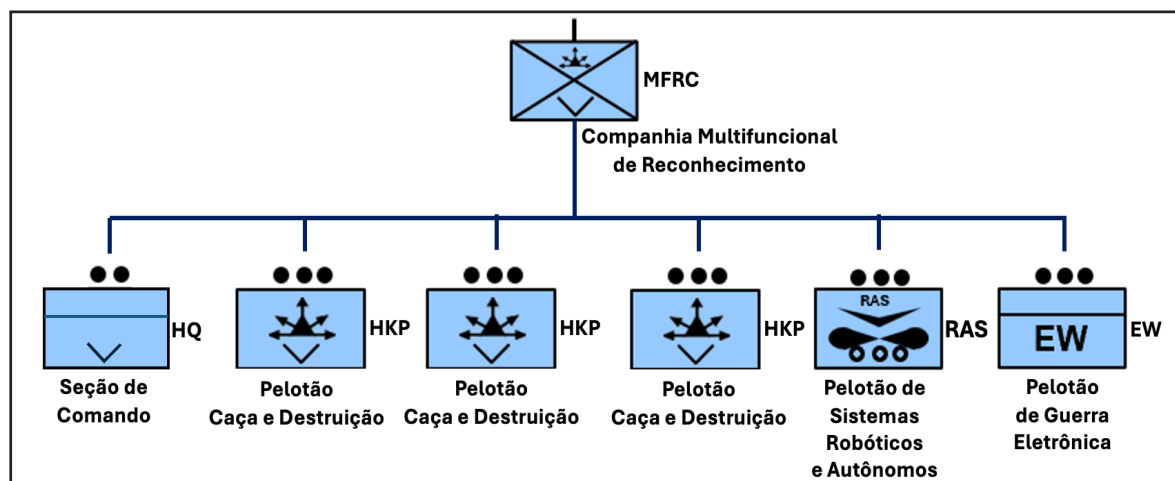 MFRC
Companhia Multifuncional
de Reconhecimento
HQ
Seção de
Comando
HKP
Pelotão
Caça e Destruição
HKP
Pelotão
Caça e Destruição
HKP
Pelotão
Caça e Destruição
RAS
RAS
Pelotão de
Sistemas
Robóticos
e Autônomos
EW
EW
Pelotão
de Guerra
Eletrônica